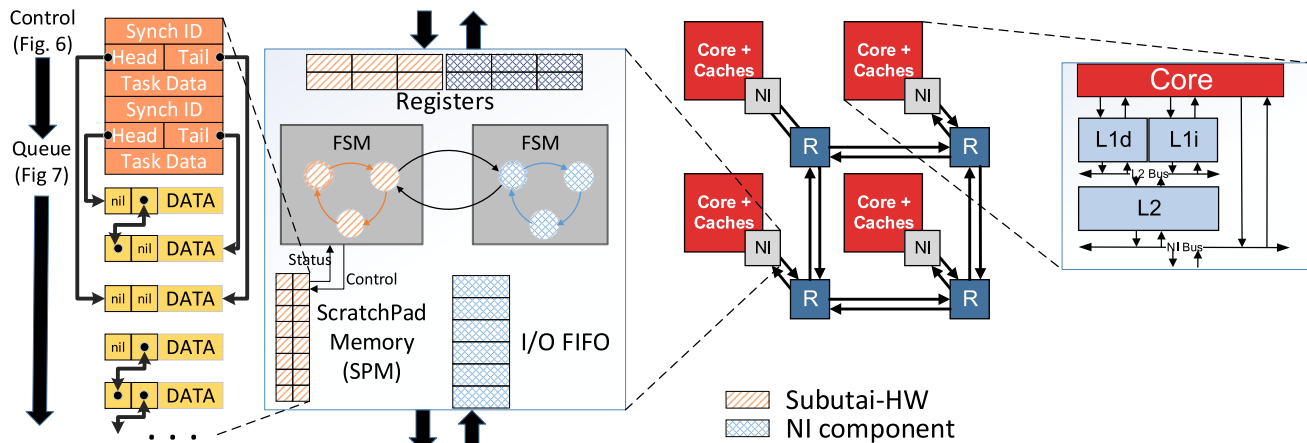 Control
(Fig. 6)
Queue
(Fig 7)
Synch ID
Head Tail
Task Data
Synch ID
Head Tail
Task Data
nil DATA
nil DATA
nil nil DATA
nil DATA
DATA
. . .
Registers
FSM FSM
Status
Control
ScratchPad
Memory
(SPM)
I/O FIFO
Core +
Caches
NI
R
Core +
Caches
NI
R
Core +
Caches
NI
R
Core +
Caches
NI
R
Subutai-HW
NI component
Core
L1d L1i
L2 Bus
L2
NI Bus